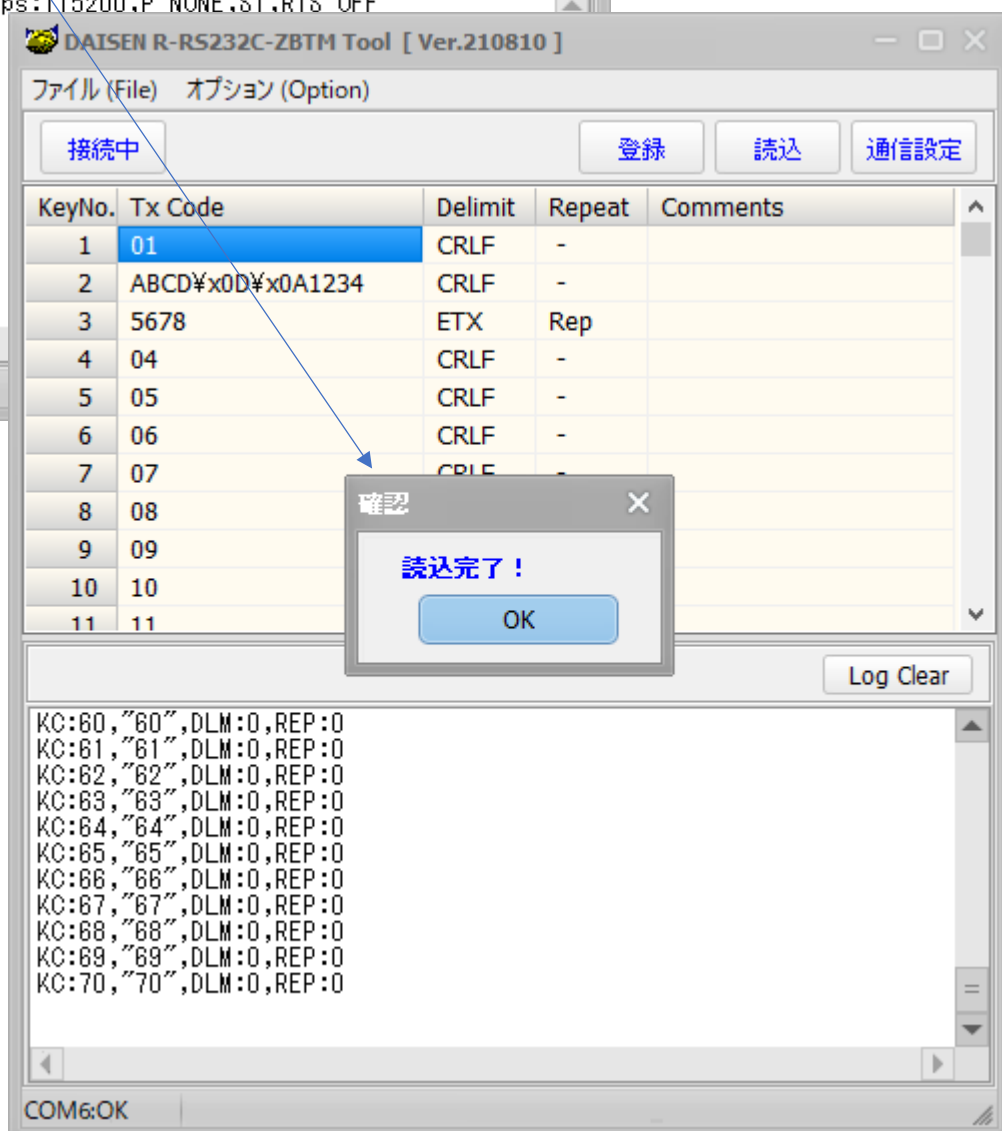 ps:115200,P NONE,ST,RTS OFF
DAISEN R-RS232C-ZBTM Tool [ Ver.210810 ]
ファイル (File) オプション (Option)
接続中 登録 読込 通信設定
KeyNo. Tx Code Delimit Repeat Comments
1 01 CRLF -
2 ABCD¥x0D¥x0A1234 CRLF -
3 5678 ETX Rep
4 04 CRLF -
5 05 CRLF -
6 06 CRLF -
7 07 CRLF -
8 08
9 09
10 10
11 11
確認
読込完了！
OK
Log Clear
KC:60,"60",DLM:0,REP:0
KC:61,"61",DLM:0,REP:0
KC:62,"62",DLM:0,REP:0
KC:63,"63",DLM:0,REP:0
KC:64,"64",DLM:0,REP:0
KC:65,"65",DLM:0,REP:0
KC:66,"66",DLM:0,REP:0
KC:67,"67",DLM:0,REP:0
KC:68,"68",DLM:0,REP:0
KC:69,"69",DLM:0,REP:0
KC:70,"70",DLM:0,REP:0
COM6:OK